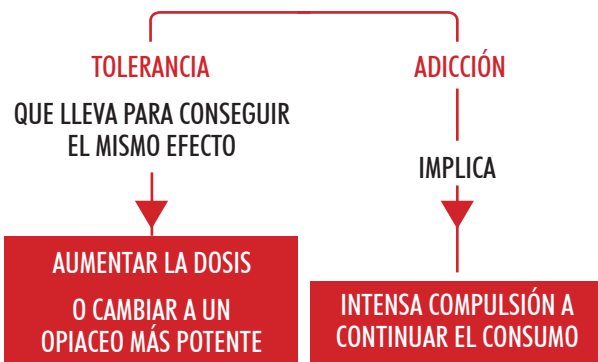 TOLERANCIA
QUE LLEVA PARA CONSEGUIR
EL MISMO EFECTO
AUMENTAR LA DOSIS
O CAMBIAR A UN
OPIACEO MÁS POTENTE
ADICCIÓN
IMPLICA
INTENSA COMPULSIÓN A
CONTINUAR EL CONSUMO